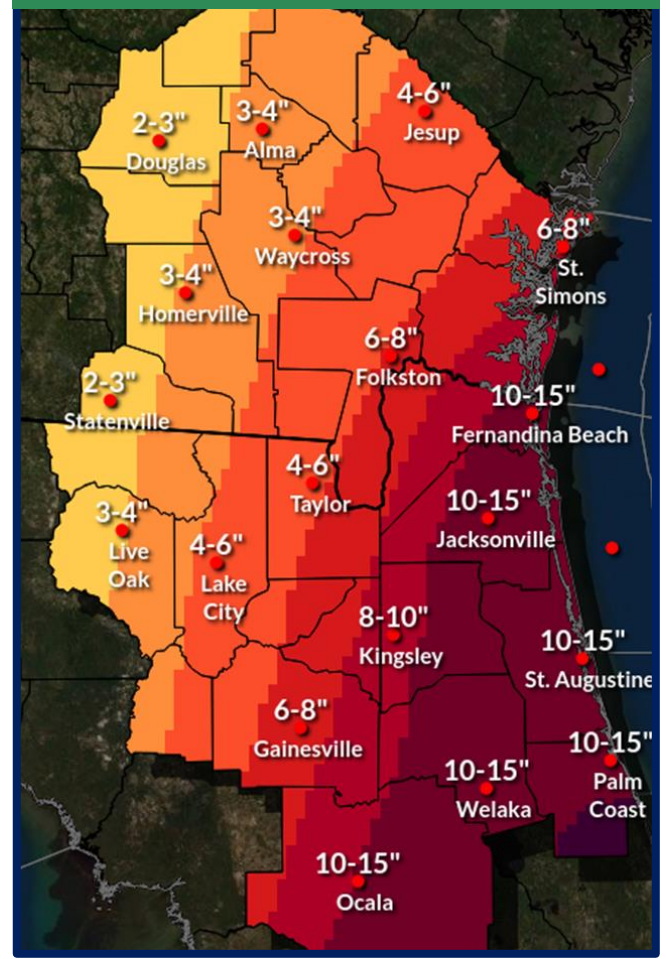 4-6"
Jesup
3-4"
Alma
2-3"
Douglas
3-4"
Waycross
6-8"
St.
Simons
3-4"
Homerville
6-8"
Folkston
2-3"
Statenville
10-15"
Fernandina Beach
4-6"
Taylor
10-15"
Jacksonville
3-4"
Live
Oak
4-6"
Lake
City
8-10"
Kingsley
10-15"
St. Augustine
6-8"
Gainesville
10-15"
Palm
Coast
10-15"
Welaka
10-15"
Ocala